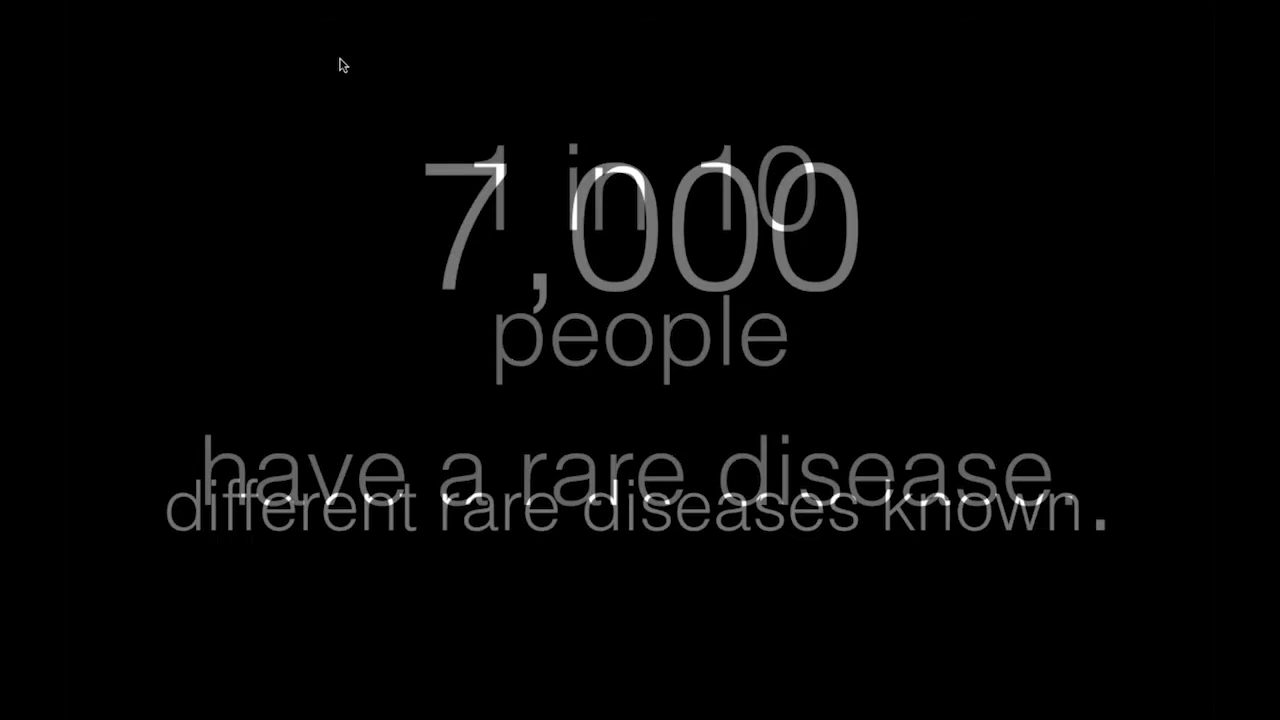 1 in 10
7,000
people
have a rare disease.
different rare diseases known.